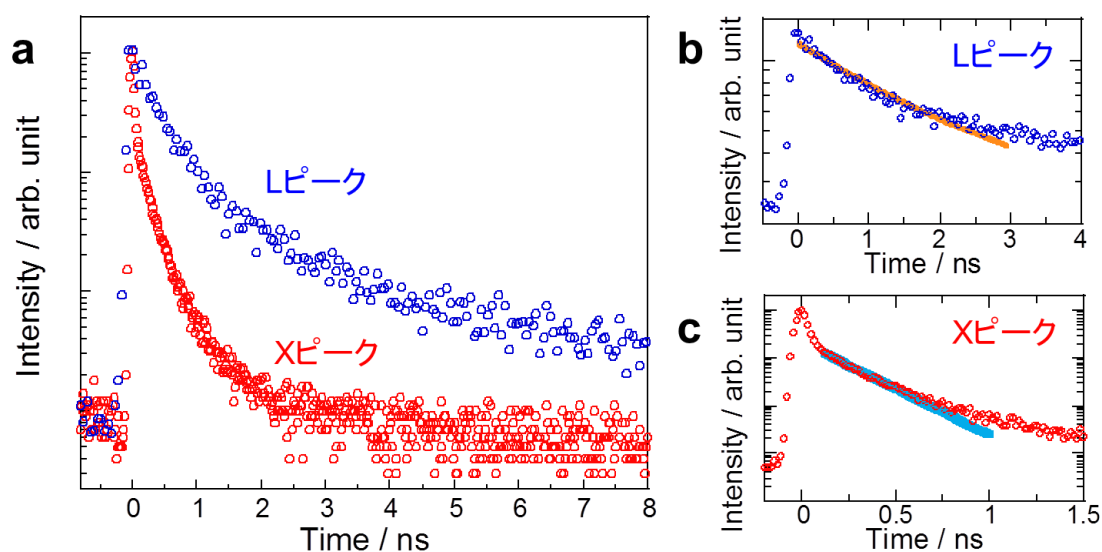 a
Intensity / arb. unit
Lピーク
Xピーク
0 1 2 3 4 5 6 7 8
Time / ns
b
Intensity / arb. unit
Lピーク
0 1 2 3 4
Time / ns
c
Intensity / arb. unit
Xピーク
0 0.5 1 1.5
Time / ns